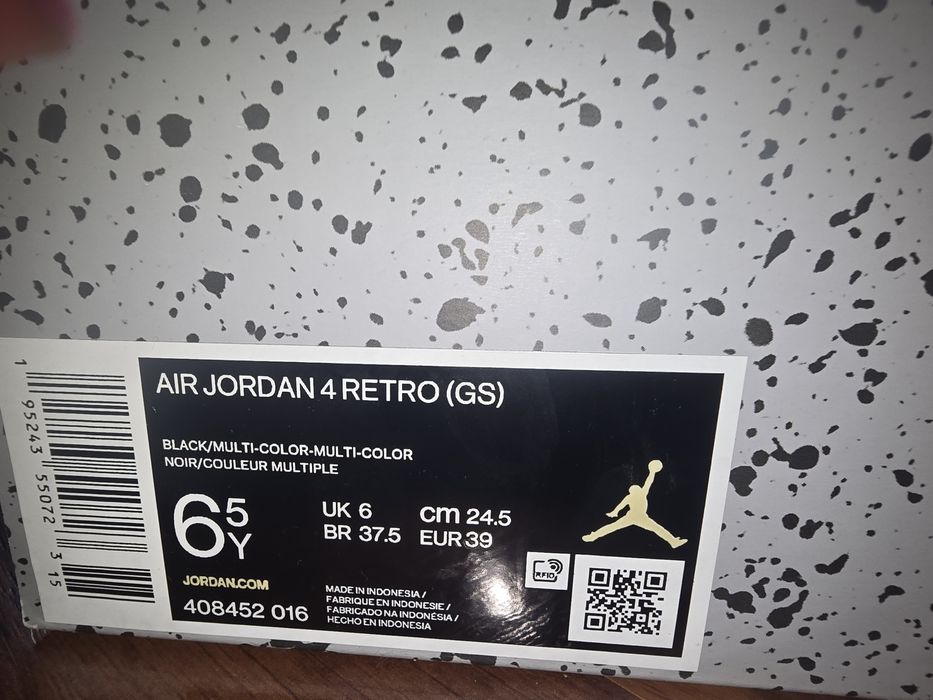 AIR JORDAN 4 RETRO (GS)
BLACK/MULTI-COLOR-MULTI-COLOR
NOIR/COULEUR MULTIPLE
6 5 Y
UK 6 cm 24.5
BR 37.5 EUR 39
JORDAN.COM
408452 016
MADE IN INDONESIA /
FABRIQUE EN INDONESIE /
FABRICADO NA INDONÉSIA /
HECHO EN INDONESIA
RFID
1 95243 55072 3 15